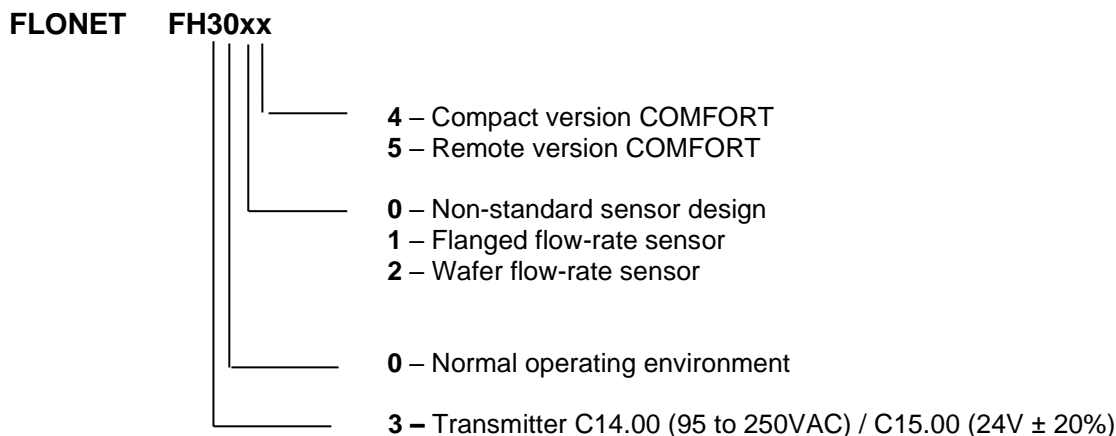 FLONET FH30xx
4 – Compact version COMFORT
5 – Remote version COMFORT
0 – Non-standard sensor design
1 – Flanged flow-rate sensor
2 – Wafer flow-rate sensor
0 – Normal operating environment
3 – Transmitter C14.00 (95 to 250VAC) / C15.00 (24V ± 20%)